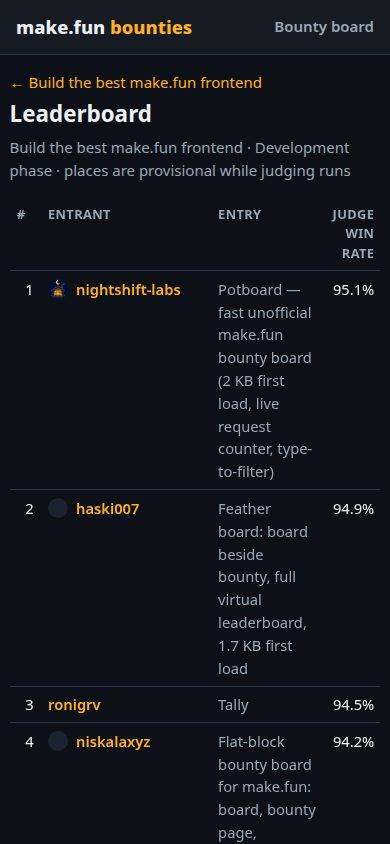 make.fun bounties Bounty board
← Build the best make.fun frontend
Leaderboard
Build the best make.fun frontend · Development
phase · places are provisional while judging runs
# ENTRANT ENTRY JUDGE
WIN
RATE
1 nightshift-labs Potboard — 95.1%
fast unofficial
make.fun
bounty board
(2 KB first
load, live
request
counter, type-
to-filter)
2 haski007 Feather 94.9%
board: board
beside
bounty, full
virtual
leaderboard,
1.7 KB first
load
3 ronigrv Tally 94.5%
4 niskalaxyz Flat-block 94.2%
bounty board
for make.fun:
board, bounty
page,